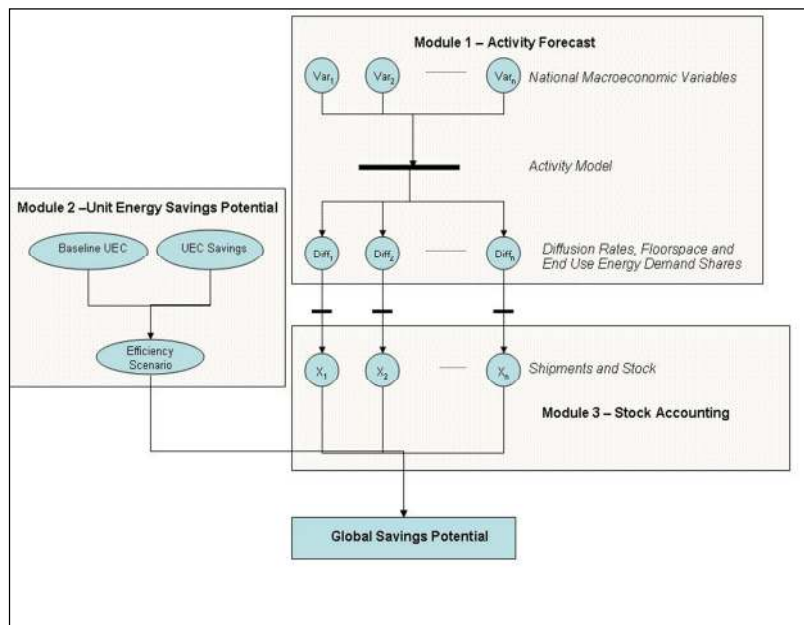 Module 1 – Activity Forecast
Var1 Var2 Varn National Macroeconomic Variables
Activity Model
Module 2 –Unit Energy Savings Potential
Baseline UEC UEC Savings
Diff1 Diff2 Diffn Diffusion Rates, Floorspace and
End Use Energy Demand Shares
Efficiency
Scenario
X1 X2 Xn Shipments and Stock
Module 3 – Stock Accounting
Global Savings Potential